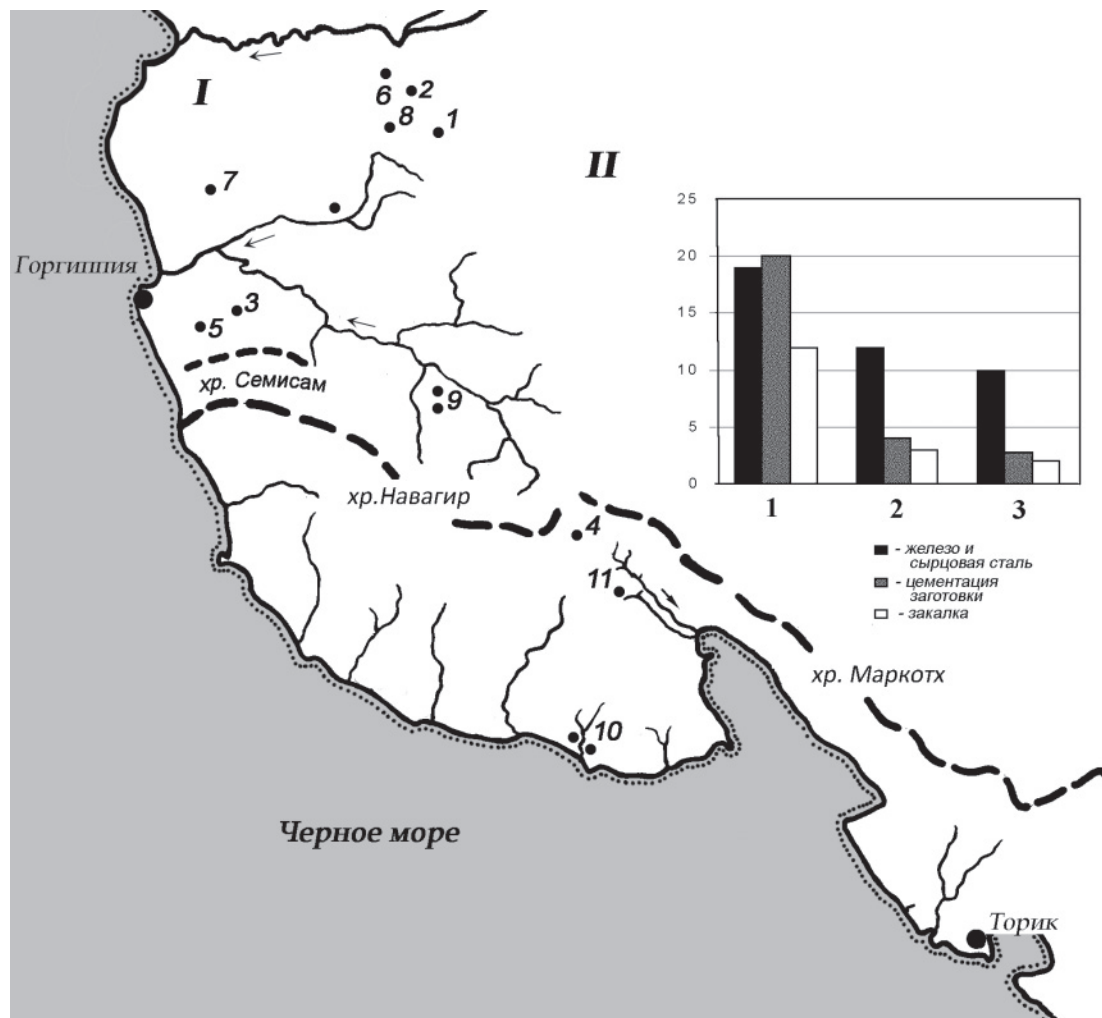 I
6
2
8
1
II
7
Горгиппия
3
5
хр. Семисам
9
хр.Навагир
4
11
10
хр. Маркотх
Черное море
Торик
25
20
15
10
5
0
1
2
3
- железо и
сырцовая сталь
- цементация
заготовки
- закалка